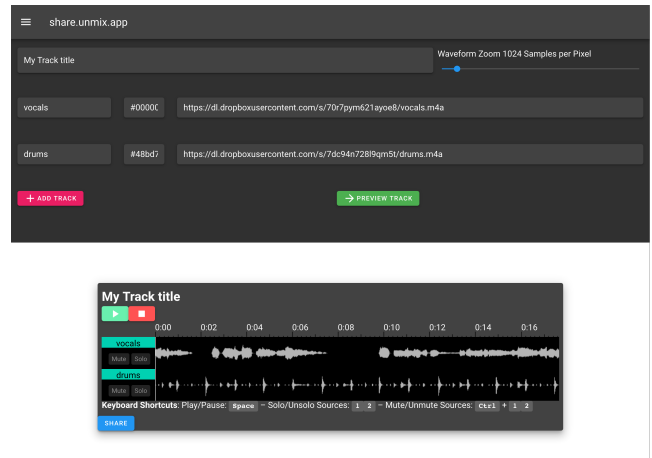 share.unmix.app
My Track title
Waveform Zoom 1024 Samples per Pixel
vocals #0000C https://dl.dropboxusercontent.com/s/70r7pym621ayoe8/vocals.m4a
drums #48bd7 https://dl.dropboxusercontent.com/s/7dc94n728l9qm5t/drums.m4a
+ ADD TRACK
→ PREVIEW TRACK
My Track title
0:00 0:02 0:04 0:06 0:08 0:10 0:12 0:14 0:16
vocals
Mute Solo
drums
Mute Solo
Keyboard Shortcuts: Play/Pause: Space – Solo/Unsolo Sources: 1 2 – Mute/Unmute Sources: Ctrl + 1 2
SHARE